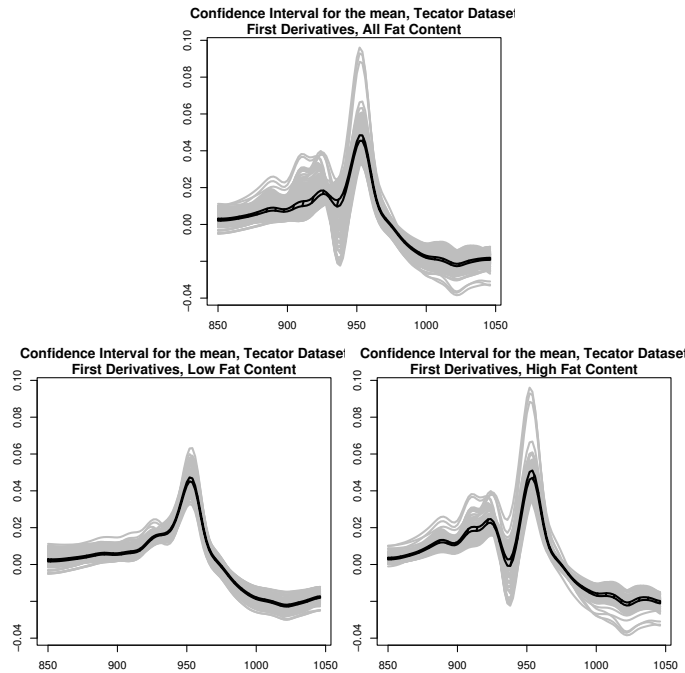 Confidence Interval for the mean, Tecator Dataset
First Derivatives, All Fat Content
0.10
0.08
0.06
0.04
0.02
0.00
−0.04
850 900 950 1000 1050
Confidence Interval for the mean, Tecator Dataset
First Derivatives, Low Fat Content
0.10
0.08
0.06
0.04
0.02
0.00
−0.04
850 900 950 1000 1050
Confidence Interval for the mean, Tecator Dataset
First Derivatives, High Fat Content
0.10
0.08
0.06
0.04
0.02
0.00
−0.04
850 900 950 1000 1050